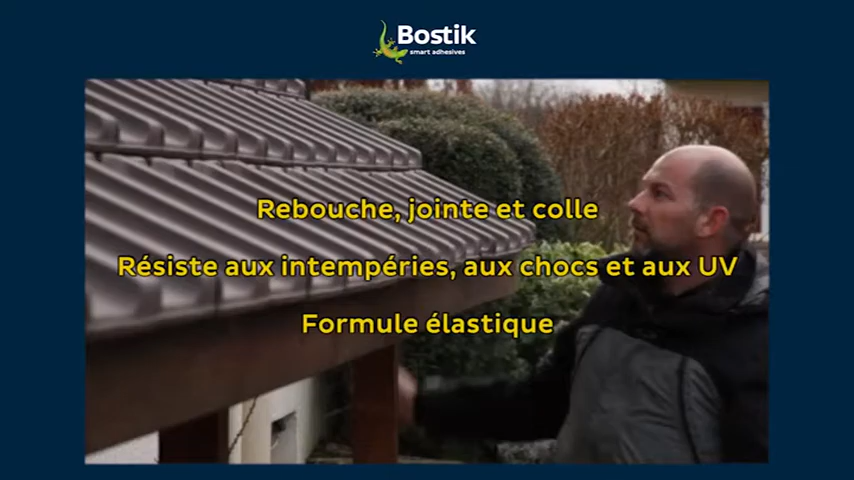 Bostik
smart adhesives
Rebouche, jointe et colle
Résiste aux intempéries, aux chocs et aux UV
Formule élastique